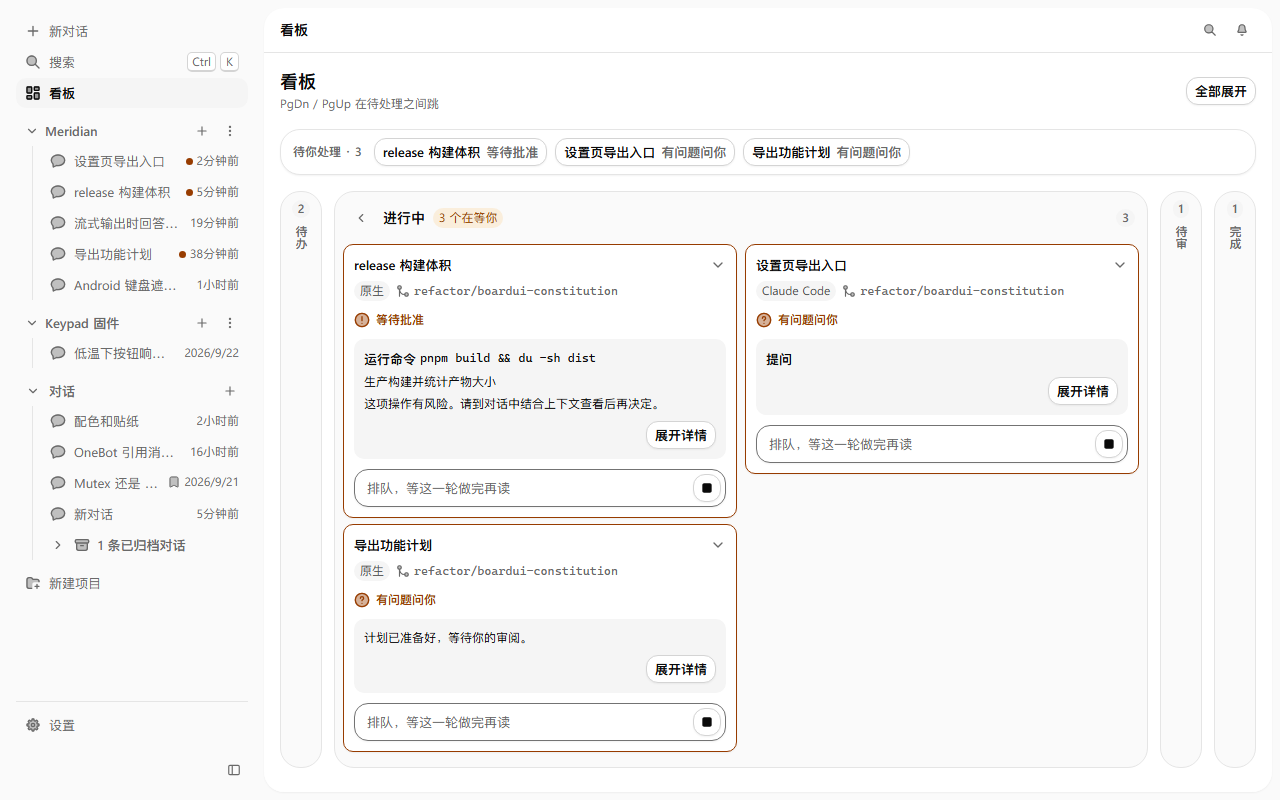 新对话
搜索 Ctrl K
看板
Meridian
设置页导出入口 2分钟前
release 构建体积 5分钟前
流式输出时回答... 19分钟前
导出功能计划 38分钟前
Android 键盘遮... 1小时前
Keypad 固件
低温下按钮响... 2026/9/22
对话
配色和贴纸 2小时前
OneBot 引用消... 16小时前
Mutex 还是 ... 2026/9/21
新对话 5分钟前
1 条已归档对话
新建项目
设置
看板
看板
PgDn / PgUp 在待处理之间跳
全部展开
待你处理 · 3
release 构建体积 等待批准
设置页导出入口 有问题问你
导出功能计划 有问题问你
2
待办
进行中 3 个在等你 3
release 构建体积
原生 refactor/boardui-constitution
等待批准
运行命令 pnpm build && du -sh dist
生产构建并统计产物大小
这项操作有风险。请到对话中结合上下文查看后再决定。
展开详情
排队，等这一轮做完再读
导出功能计划
原生 refactor/boardui-constitution
有问题问你
计划已准备好，等待你的审阅。
展开详情
排队，等这一轮做完再读
设置页导出入口
Claude Code refactor/boardui-constitution
有问题问你
提问
展开详情
排队，等这一轮做完再读
1
待审
1
完成